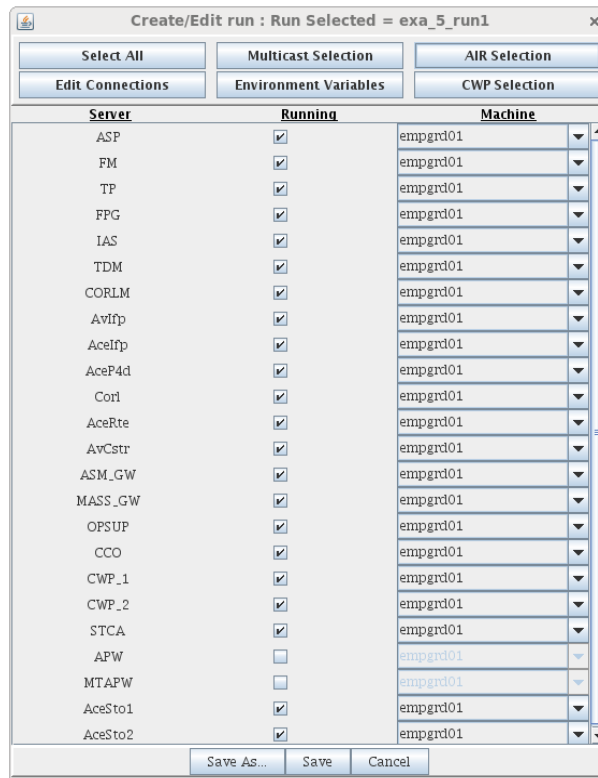 Create/Edit run : Run Selected = exa_5_run1
Select All Multicast Selection AIR Selection
Edit Connections Environment Variables CWP Selection
Server Running Machine
ASP empgrd01
FM empgrd01
TP empgrd01
FPG empgrd01
IAS empgrd01
TDM empgrd01
CORLM empgrd01
AvIfp empgrd01
AceIfp empgrd01
AceP4d empgrd01
Corl empgrd01
AceRte empgrd01
AvCstr empgrd01
ASM_GW empgrd01
MASS_GW empgrd01
OPSUP empgrd01
CCO empgrd01
CWP_1 empgrd01
CWP_2 empgrd01
STCA empgrd01
APW empgrd01
MTAPW empgrd01
AceSto1 empgrd01
AceSto2 empgrd01
Save As... Save Cancel